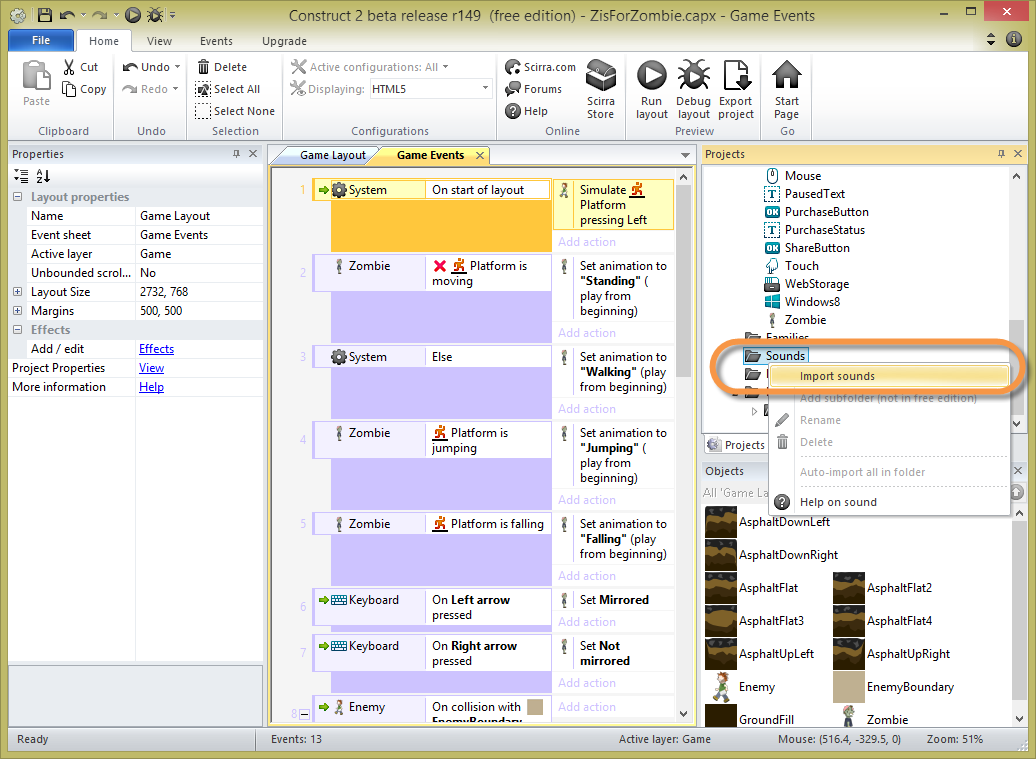 Construct 2 beta release r149 (free edition) - ZisForZombie.capx - Game Events
File Home View Events Upgrade
Paste
Cut
Copy
Clipboard
Undo
Redo
Undo
Delete
Select All
Select None
Selection
Active configurations: All
Displaying: HTML5
Configurations
Scirra.com
Forums
Help
Scirra
Store
Online
Run
layout
Debug
layout
Export
project
Preview
Start
Page
Go
Properties
Layout properties
Name Game Layout
Event sheet Game Events
Active layer Game
Unbounded scrol... No
Layout Size 2732, 768
Margins 500, 500
Effects
Add / edit Effects
Project Properties View
More information Help
Game Layout Game Events
1 System On start of layout
Simulate Platform
pressing Left
Add action
2 Zombie Platform is
moving
Set animation to
"Standing" (
play from
beginning)
Add action
3 System Else
Set animation to
"Walking" (play
from beginning)
Add action
4 Zombie Platform is
jumping
Set animation to
"Jumping" (
play from
beginning)
Add action
5 Zombie Platform is falling
Set animation to
"Falling" (play
from beginning)
Add action
6 Keyboard On Left arrow
pressed
Set Mirrored
Add action
7 Keyboard On Right arrow
pressed
Set Not
mirrored
Add action
8 Enemy On collision with
EnemyBoundary
Add action
Projects
Mouse
PausedText
PurchaseButton
PurchaseStatus
ShareButton
Touch
WebStorage
Windows8
Zombie
Families
Sounds
Import sounds
Add subfolder (not in free edition)
Rename
Delete
Auto-import all in folder
Help on sound
Projects
Objects
All 'Game La
AsphaltDownLeft
AsphaltDownRight
AsphaltFlat AsphaltFlat2
AsphaltFlat3 AsphaltFlat4
AsphaltUpLeft AsphaltUpRight
Enemy EnemyBoundary
GroundFill Zombie
Ready Events: 13 Active layer: Game Mouse: (516.4, -329.5, 0) Zoom: 51%